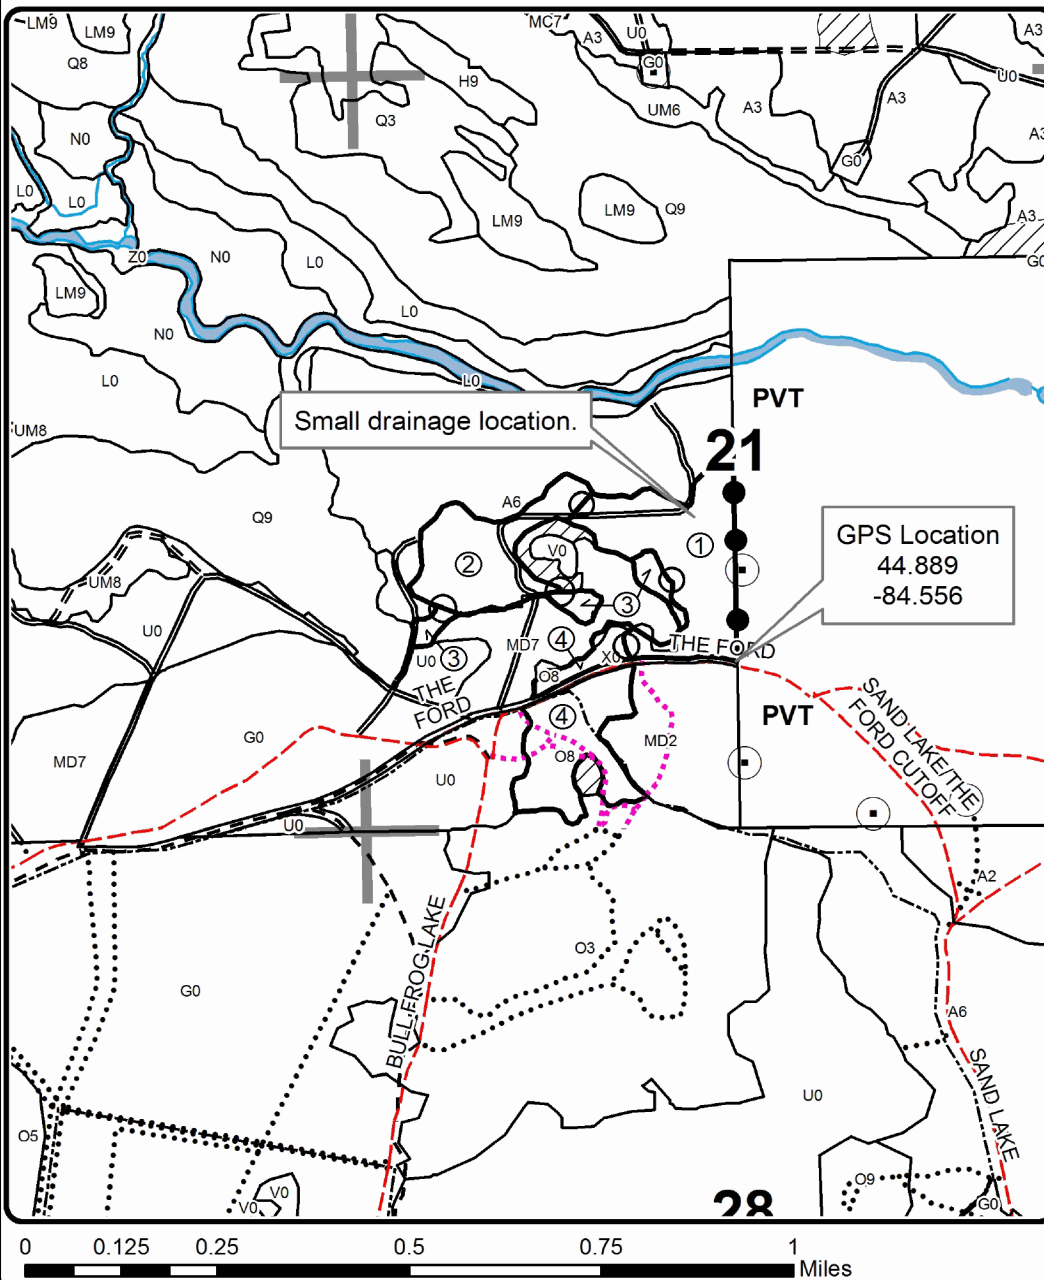 LM9
LM9
MC7
A3
U0
A3
Q8
G0
H9
U0
A3
UM6
A3
Q3
N0
A3
G0
L0
L0
LM9
LM9
Q9
A3
Z0
N0
L0
G0
LM9
L0
N0
L0
L0
PVT
Small drainage location.
UM8
21
A6
Q9
GPS Location
44.889
-84.556
1
V0
2
UM8
3
U0
4
MD7
THE FORD
U0
3
X0
O8
THE
FORD
4
PVT
SAND LAKE/THE
FORD CUTOFF
G0
MD2
MD7
O8
U0
U0
A2
BULL FROG LAKE
O3
G0
A6
SAND LAKE
U0
O5
O9
V0
V0
28
G0
0 0.125 0.25 0.5 0.75 1
Miles